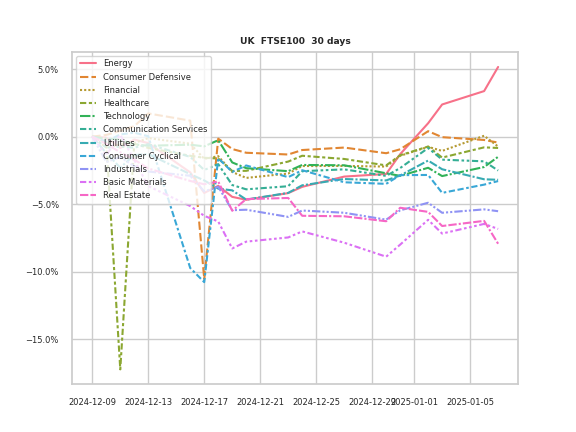 UK  FTSE100  30 days
5.0%
0.0%
−5.0%
−10.0%
−15.0%
Energy
Consumer Defensive
Financial
Healthcare
Technology
Communication Services
Utilities
Consumer Cyclical
Industrials
Basic Materials
Real Estate
2024-12-09 2024-12-13 2024-12-17 2024-12-21 2024-12-25 2024-12-29 2025-01-01 2025-01-05